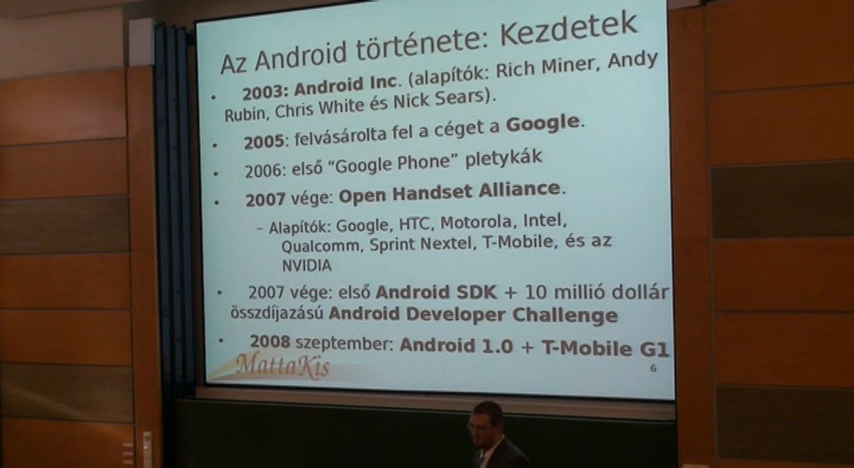 Az Android története: Kezdetek
• 2003: Android Inc. (alapítók: Rich Miner, Andy
Rubin, Chris White és Nick Sears).
• 2005: felvásárolta fel a céget a Google.
• 2006: első “Google Phone” pletykák
• 2007 vége: Open Handset Alliance.
– Alapítók: Google, HTC, Motorola, Intel,
Qualcomm, Sprint Nextel, T-Mobile, és az
NVIDIA
• 2007 vége: első Android SDK + 10 millió dollár
összdíjazású Android Developer Challenge
• 2008 szeptember: Android 1.0 + T-Mobile G1
MattaKis
6